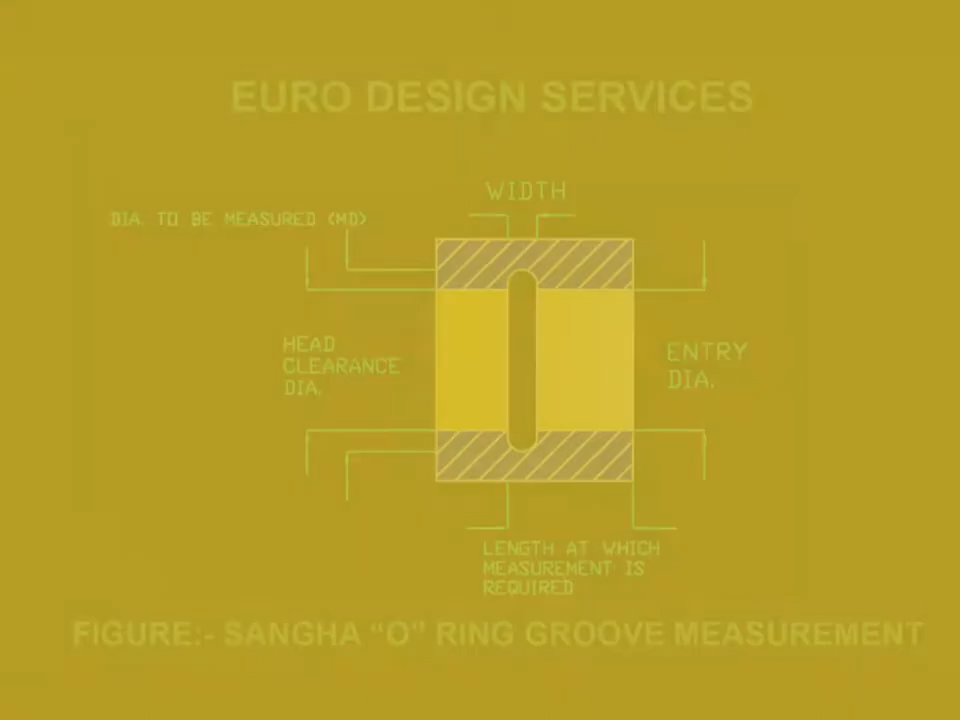 EURO DESIGN SERVICES
WIDTH
DIA. TO BE MEASURED (MD)
HEAD
CLEARANCE
DIA.
ENTRY
DIA.
LENGTH AT WHICH
MEASUREMENT IS
REQUIRED
FIGURE:- SANGHA “O” RING GROOVE MEASUREMENT